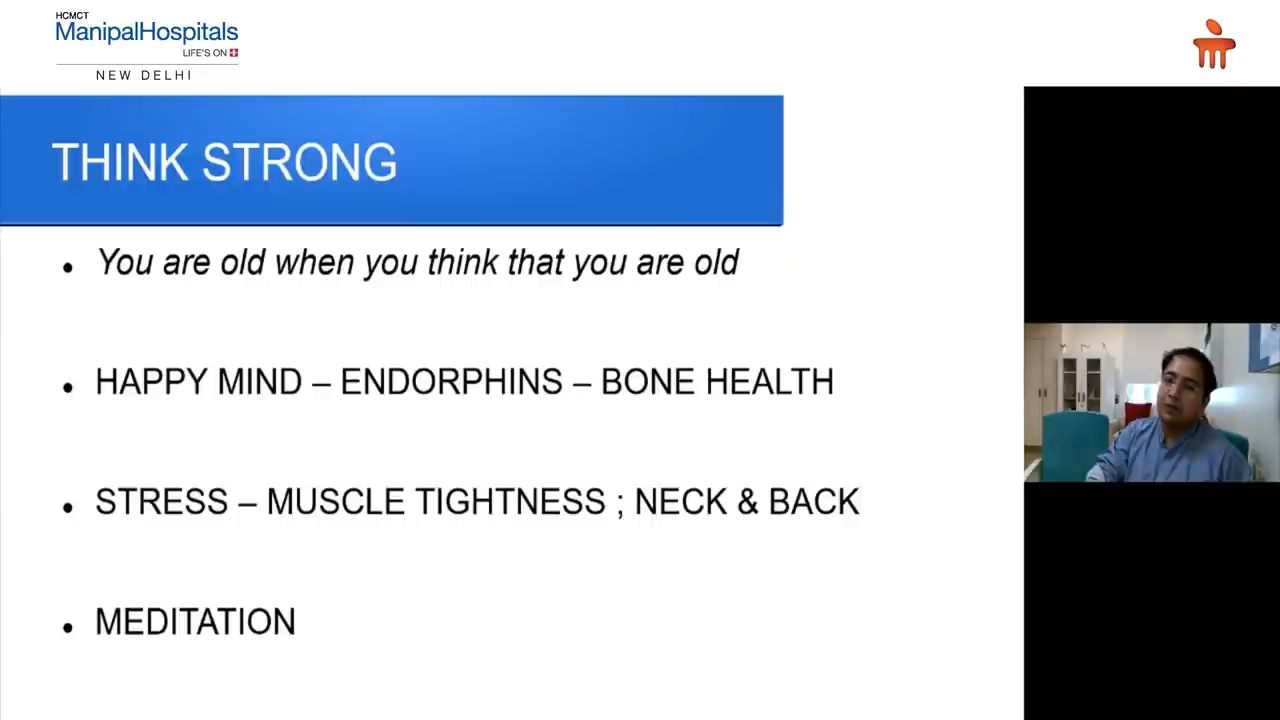 HCMCT
ManipalHospitals
LIFE'S ON
NEW DELHI
THINK STRONG
• You are old when you think that you are old
• HAPPY MIND – ENDORPHINS – BONE HEALTH
• STRESS – MUSCLE TIGHTNESS ; NECK & BACK
• MEDITATION